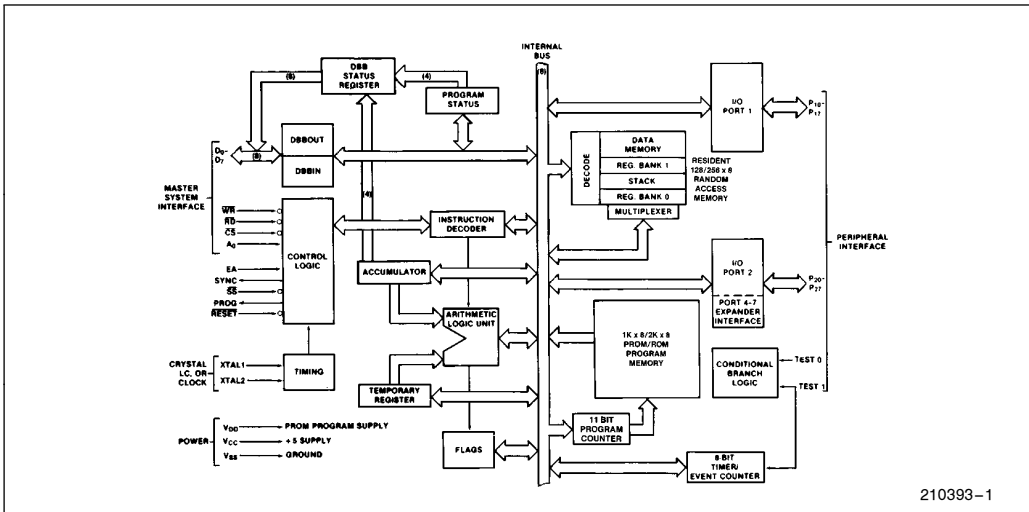 INTERNAL
BUS
(8)
DBB
STATUS
REGISTER
(8)
(4)
PROGRAM
STATUS
D0-
D7
(8)
DBBOUT
DBBIN
MASTER
SYSTEM
INTERFACE
WR
RD
CS
A0
CONTROL
LOGIC
EA
SYNC
SS
PROG
RESET
(4)
INSTRUCTION
DECODER
ACCUMULATOR
ARITHMETIC
LOGIC UNIT
TEMPORARY
REGISTER
FLAGS
CRYSTAL
LC, OR
CLOCK
XTAL1
XTAL2
TIMING
POWER
VDD
PROM PROGRAM SUPPLY
VCC
+5 SUPPLY
VSS
GROUND
I/O
PORT 1
P10-
P17
DECODE
DATA
MEMORY
REG. BANK 1
STACK
REG. BANK 0
MULTIPLEXER
RESIDENT
128/256 x 8
RANDOM
ACCESS
MEMORY
PERIPHERAL
INTERFACE
I/O
PORT 2
PORT 4-7
EXPANDER
INTERFACE
P20-
P27
1K x 8/2K x 8
PROM/ROM
PROGRAM
MEMORY
CONDITIONAL
BRANCH
LOGIC
TEST 0
TEST 1
11 BIT
PROGRAM
COUNTER
8-BIT
TIMER/
EVENT COUNTER
210393–1